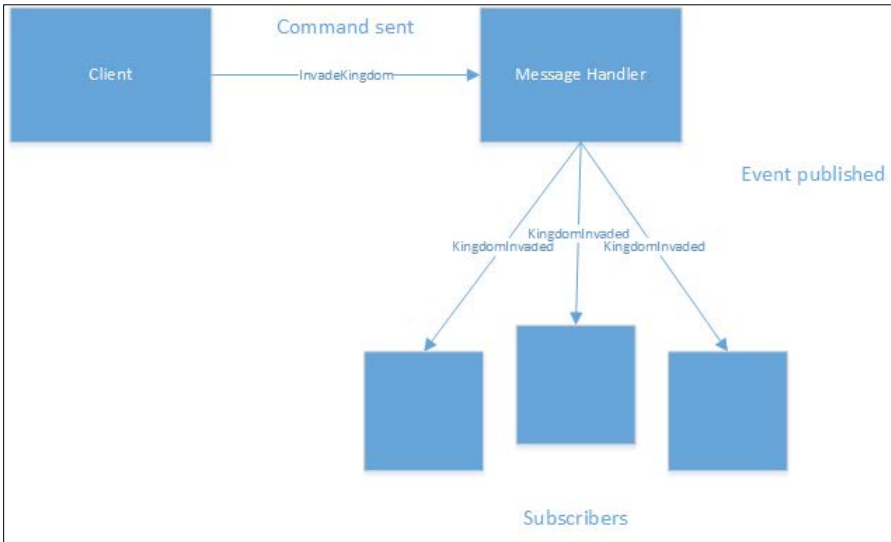 Command sent
Client
InvadeKingdom
Message Handler
Event published
KingdomInvaded
KingdomInvaded
KingdomInvaded
Subscribers